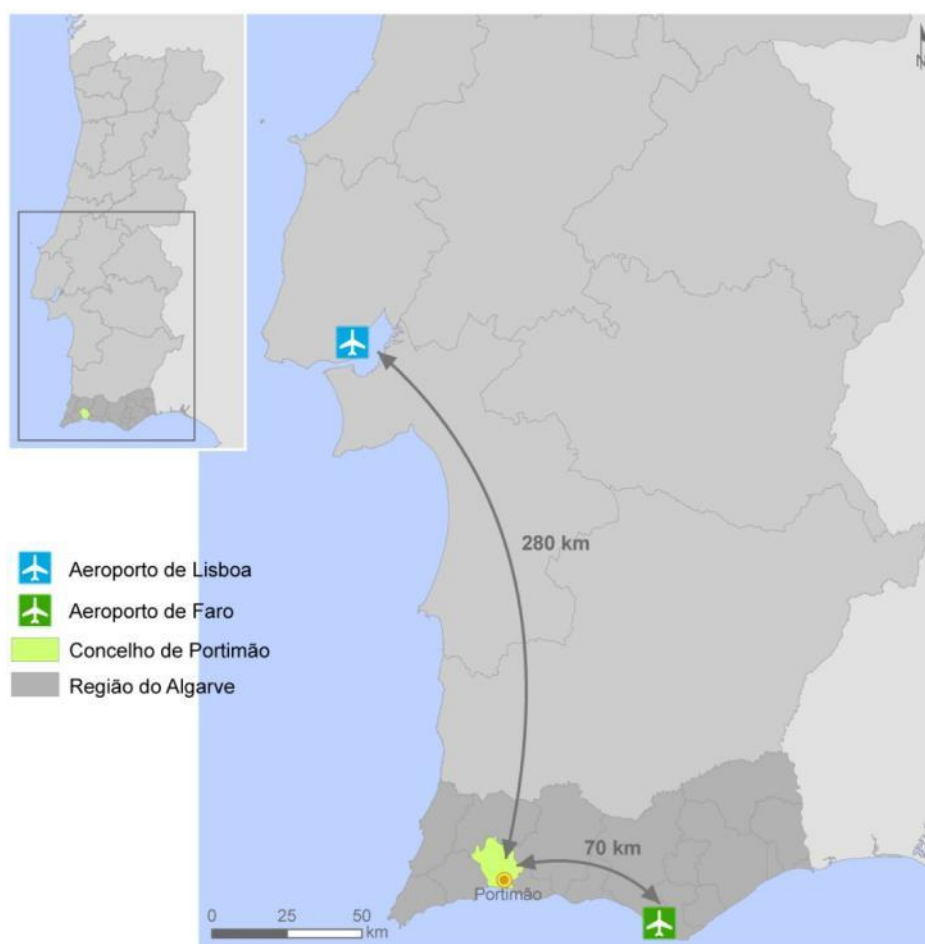 N
280 km
Aeroporto de Lisboa
Aeroporto de Faro
Concelho de Portimão
Região do Algarve
70 km
Portimão
0 25 50
km